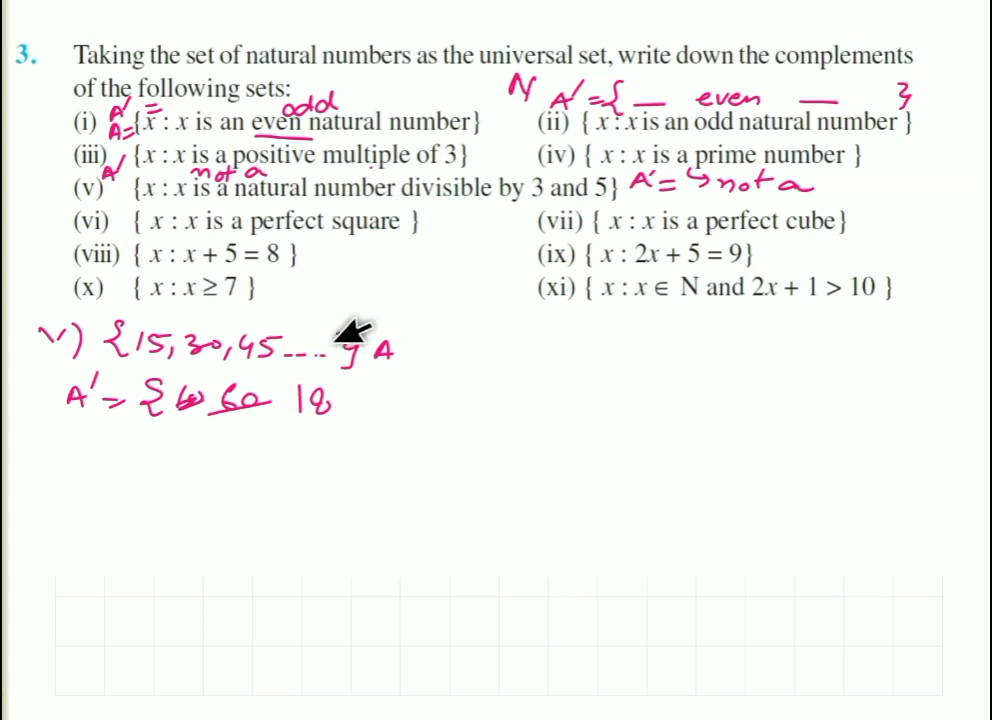 3. Taking the set of natural numbers as the universal set, write down the complements
of the following sets:
N A' = { — even — }
A' = odd
(i) A = {x : x is an even natural number} (ii) { x : x is an odd natural number }
(iii) A' {x : x is a positive multiple of 3} (iv) { x : x is a prime number }
not a
(v) {x : x is a natural number divisible by 3 and 5} A' = ↳ not a
(vi) { x : x is a perfect square } (vii) { x : x is a perfect cube}
(viii) { x : x + 5 = 8 } (ix) { x : 2x + 5 = 9}
(x) { x : x ≥ 7 } (xi) { x : x ∈ N and 2x + 1 > 10 }
v) {15, 30, 45 .... } A
A' = { 60 18